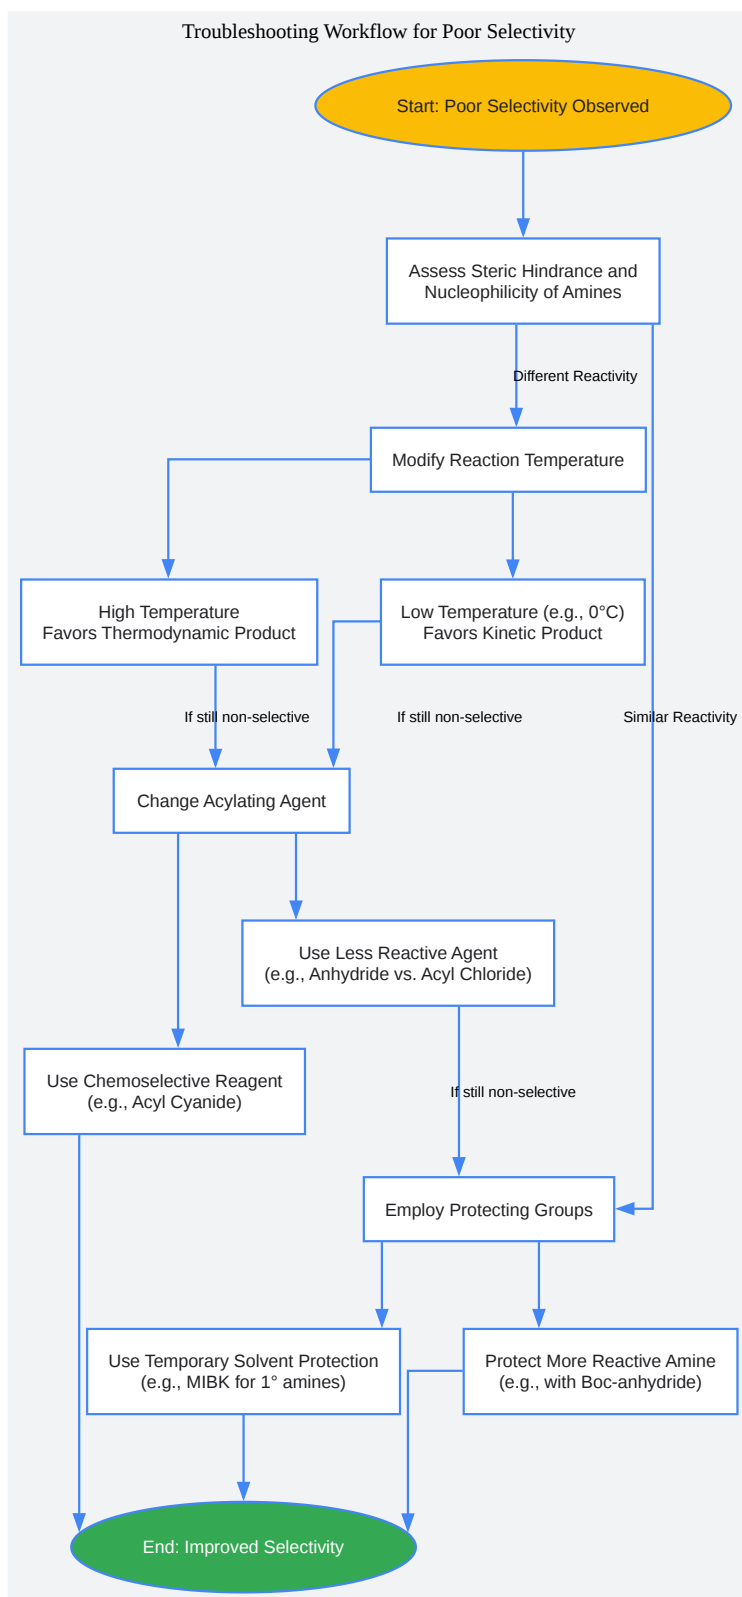 Troubleshooting Workflow for Poor Selectivity
Start: Poor Selectivity Observed
Assess Steric Hindrance and
Nucleophilicity of Amines
Different Reactivity
Modify Reaction Temperature
High Temperature
Favors Thermodynamic Product
Low Temperature (e.g., 0°C)
Favors Kinetic Product
If still non-selective
If still non-selective
Similar Reactivity
Change Acylating Agent
Use Less Reactive Agent
(e.g., Anhydride vs. Acyl Chloride)
Use Chemoselective Reagent
(e.g., Acyl Cyanide)
If still non-selective
Employ Protecting Groups
Use Temporary Solvent Protection
(e.g., MIBK for 1° amines)
Protect More Reactive Amine
(e.g., with Boc-anhydride)
End: Improved Selectivity